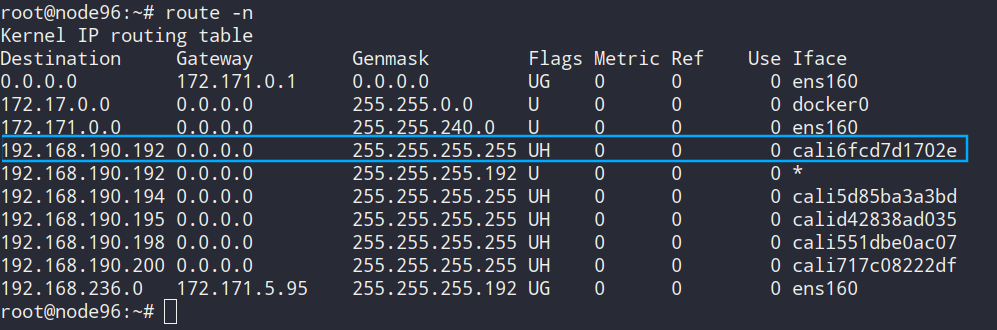 root@node96:~# route -n
Kernel IP routing table
Destination     Gateway         Genmask         Flags Metric Ref    Use Iface
0.0.0.0         172.171.0.1     0.0.0.0         UG    0      0        0 ens160
172.17.0.0      0.0.0.0         255.255.0.0     U     0      0        0 docker0
172.171.0.0     0.0.0.0         255.255.240.0   U     0      0        0 ens160
192.168.190.192 0.0.0.0         255.255.255.255 UH    0      0        0 cali6fcd7d1702e
192.168.190.192 0.0.0.0         255.255.255.192 U     0      0        0 *
192.168.190.194 0.0.0.0         255.255.255.255 UH    0      0        0 cali5d85ba3a3bd
192.168.190.195 0.0.0.0         255.255.255.255 UH    0      0        0 calid42838ad035
192.168.190.198 0.0.0.0         255.255.255.255 UH    0      0        0 cali551dbe0ac07
192.168.190.200 0.0.0.0         255.255.255.255 UH    0      0        0 cali717c08222df
192.168.236.0   172.171.5.95    255.255.255.192 UG    0      0        0 ens160
root@node96:~#